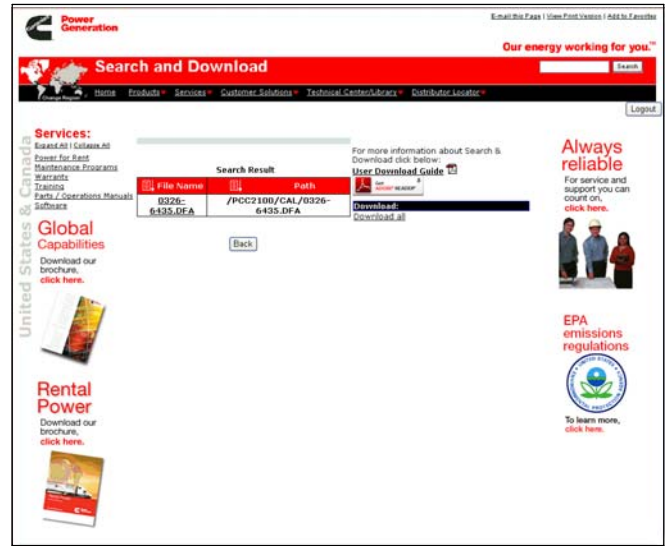 Power
Generation
E-mail this Page | View Print Version | Add to Favorites
Our energy working for you.™
Search and Download
Search
Change Region
Home Products Services Customer Solutions Technical Center/Library Distributor Locator
Logout
United States & Canada
Services:
Expand All | Collapse All
Power for Rent
Maintenance Programs
Warranty
Training
Parts / Operations Manuals
Software
Global
Capabilities
Download our
brochure,
click here.
Rental
Power
Download our
brochure,
click here.
Search Result
File Name Path
0326-
6435.DFA
/PCC2100/CAL/0326-
6435.DFA
Back
For more information about Search &
Download click below:
User Download Guide
Get
ADOBE® READER®
Download:
Download all
Always
reliable
For service and
support you can
count on,
click here.
EPA
emissions
regulations
To learn more,
click here.